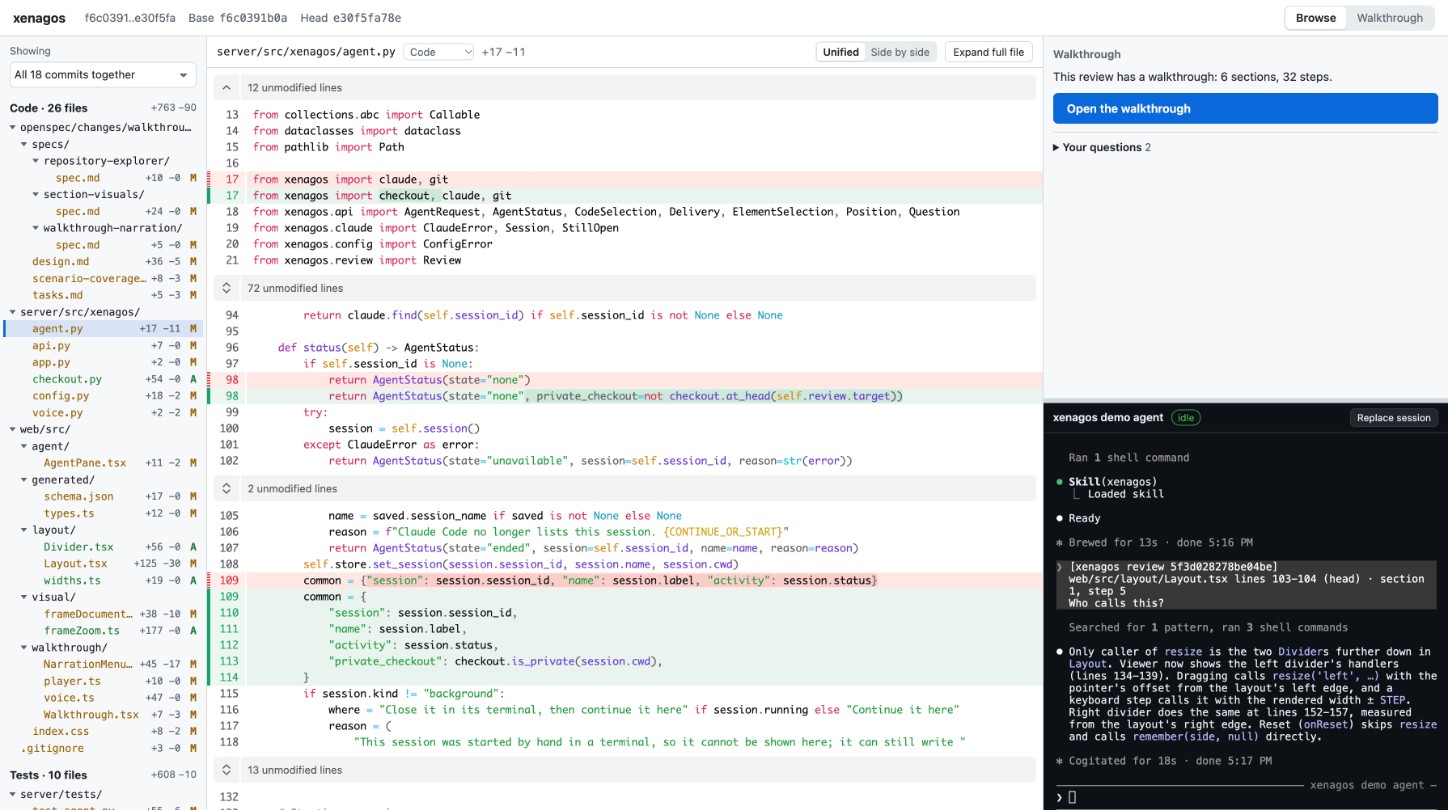 xenagos f6c0391..e30f5fa Base f6c0391b0a Head e30f5fa78e Browse Walkthrough
Showing
All 18 commits together
Code · 26 files +763 −90
openspec/changes/walkthrou…
specs/
repository-explorer/
spec.md +10 −0 M
section-visuals/
spec.md +24 −0 M
walkthrough-narration/
spec.md +5 −0 M
design.md +36 −5 M
scenario-coverage… +8 −3 M
tasks.md +5 −3 M
server/src/xenagos/
agent.py +17 −11 M
api.py +7 −0 M
app.py +2 −0 M
checkout.py +54 −0 A
config.py +18 −2 M
voice.py +2 −2 M
web/src/
agent/
AgentPane.tsx +11 −2 M
generated/
schema.json +17 −0 M
types.ts +12 −0 M
layout/
Divider.tsx +56 −0 A
Layout.tsx +125 −30 M
widths.ts +19 −0 A
visual/
frameDocument… +38 −10 M
frameZoom.ts +177 −0 A
walkthrough/
NarrationMenu… +45 −17 M
player.ts +10 −0 M
voice.ts +47 −0 M
Walkthrough.tsx +7 −3 M
index.css +8 −2 M
.gitignore +3 −0 M
Tests · 10 files +608 −10
server/tests/
server/src/xenagos/agent.py Code +17 −11 Unified Side by side Expand full file
12 unmodified lines
13 from collections.abc import Callable
14 from dataclasses import dataclass
15 from pathlib import Path
16
17 from xenagos import claude, git
17 from xenagos import checkout, claude, git
18 from xenagos.api import AgentRequest, AgentStatus, CodeSelection, Delivery, ElementSelection, Position, Question
19 from xenagos.claude import ClaudeError, Session, StillOpen
20 from xenagos.config import ConfigError
21 from xenagos.review import Review
72 unmodified lines
94 return claude.find(self.session_id) if self.session_id is not None else None
95
96 def status(self) -> AgentStatus:
97 if self.session_id is None:
98 return AgentStatus(state="none")
98 return AgentStatus(state="none", private_checkout=not checkout.at_head(self.review.target))
99 try:
100 session = self.session()
101 except ClaudeError as error:
102 return AgentStatus(state="unavailable", session=self.session_id, reason=str(error))
2 unmodified lines
105 name = saved.session_name if saved is not None else None
106 reason = f"Claude Code no longer lists this session. {CONTINUE_OR_START}"
107 return AgentStatus(state="ended", session=self.session_id, name=name, reason=reason)
108 self.store.set_session(session.session_id, session.name, session.cwd)
109 common = {"session": session.session_id, "name": session.label, "activity": session.status}
109 common = {
110 "session": session.session_id,
111 "name": session.label,
112 "activity": session.status,
113 "private_checkout": checkout.is_private(session.cwd),
114 }
115 if session.kind != "background":
116 where = "Close it in its terminal, then continue it here" if session.running else "Continue it here"
117 reason = (
118 "This session was started by hand in a terminal, so it cannot be shown here; it can still write "
13 unmodified lines
132
Walkthrough
This review has a walkthrough: 6 sections, 32 steps.
Open the walkthrough
Your questions 2
xenagos demo agent idle Replace session
Ran 1 shell command
Skill(xenagos)
Loaded skill
Ready
✻ Brewed for 13s · done 5:16 PM
❯ [xenagos review 5f3d028278be04be]
web/src/layout/Layout.tsx lines 103-104 (head) · section
1, step 5
Who calls this?
Searched for 1 pattern, ran 3 shell commands
Only caller of resize is the two Dividers further down in
Layout. Viewer now shows the left divider's handlers
(lines 134-139). Dragging calls resize('left', …) with the
pointer's offset from the layout's left edge, and a
keyboard step calls it with the rendered width ± STEP.
Right divider does the same at lines 152-157, measured
from the layout's right edge. Reset (onReset) skips resize
and calls remember(side, null) directly.
✻ Cogitated for 18s · done 5:17 PM
xenagos demo agent
❯